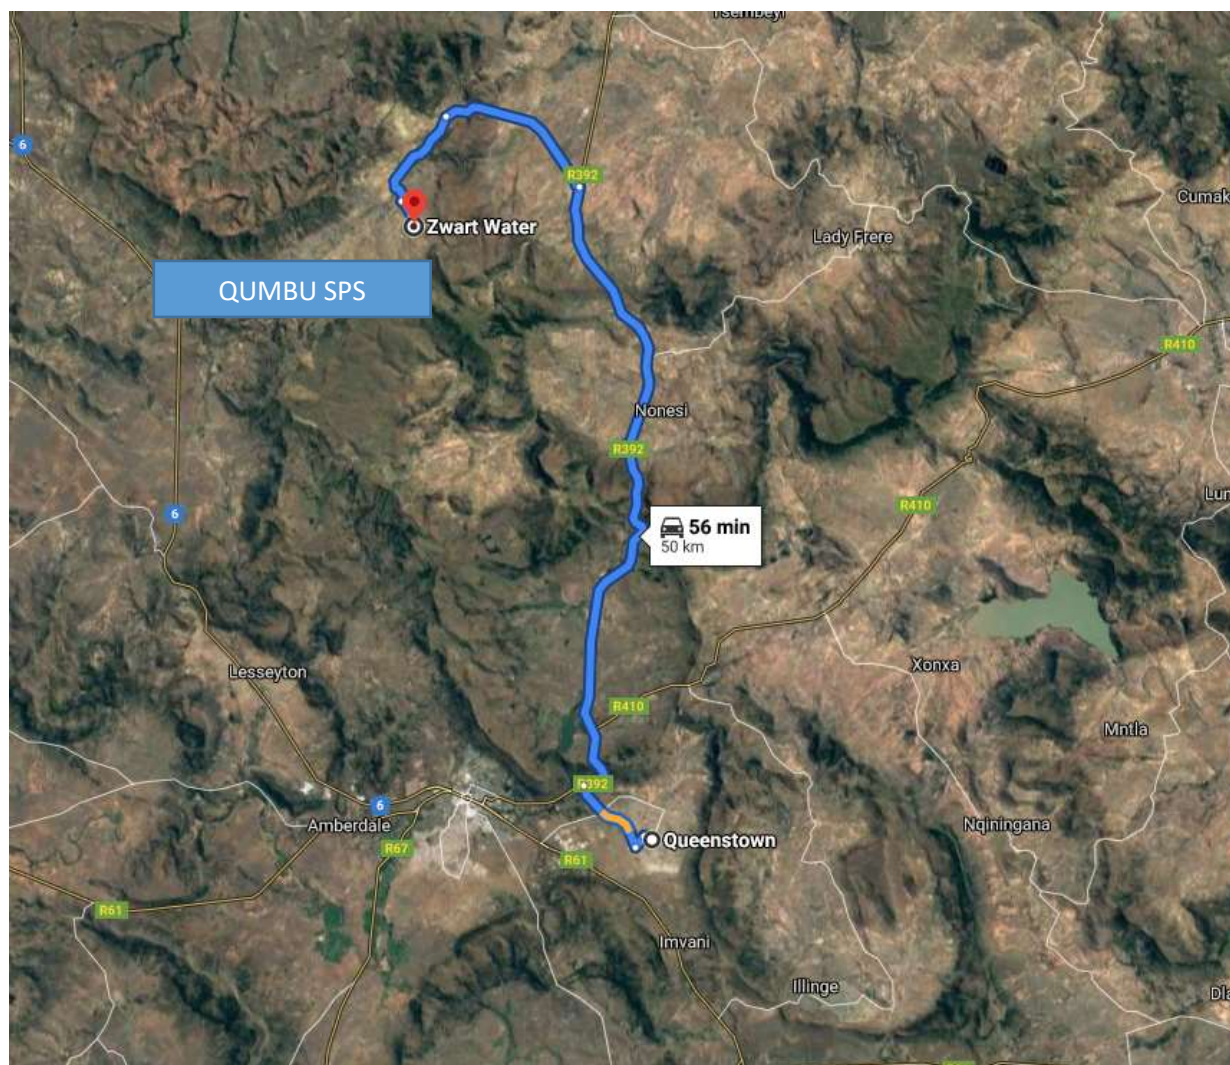 Tsembeyi
6
R392
Zwart Water
Cumak
Lady Frere
QUMBU SPS
R410
Nonesi
R392
Lun
R410
6
56 min
50 km
Xonxa
Lesseyton
R410
Mntla
R392
6
Amberdale
Nqiningana
Queenstown
R67
R61
R61
Imvani
Illinge
Dla